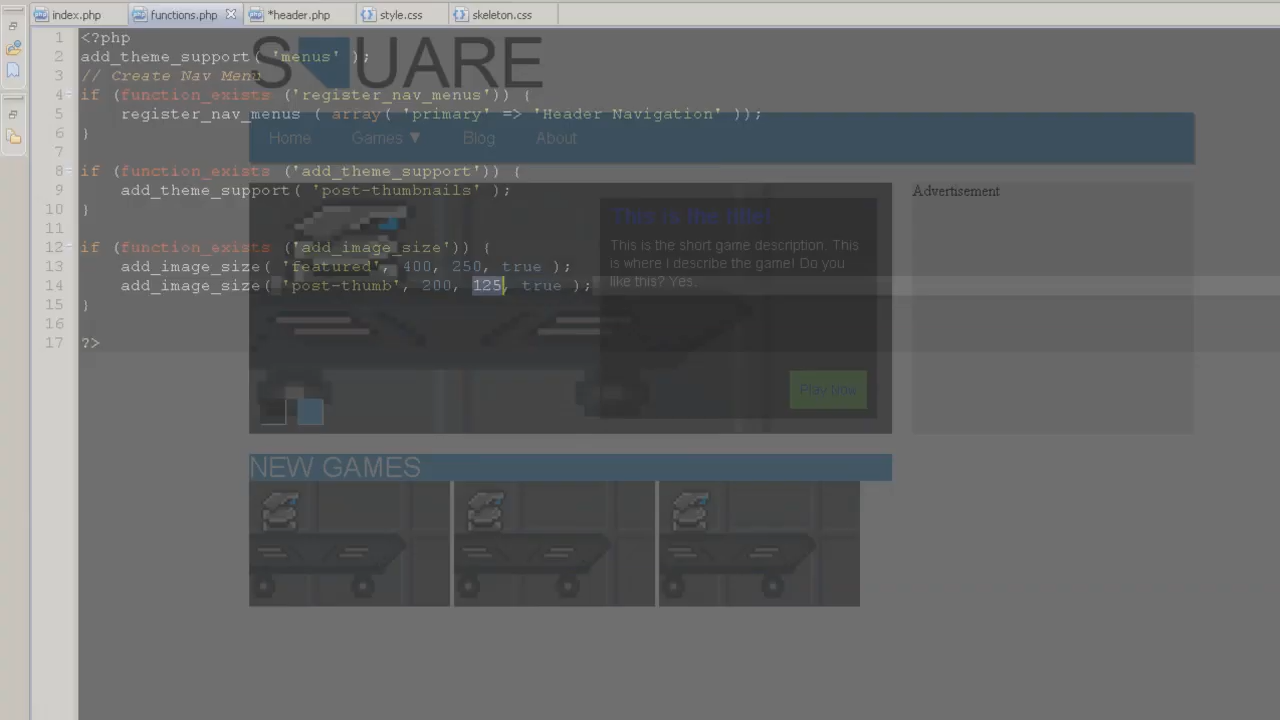 index.php
functions.php
*header.php
style.css
skeleton.css
1 <?php
2 add_theme_support( 'menus' );
3 // Create Nav Menu
4 if (function_exists ('register_nav_menus')) {
5 register_nav_menus ( array( 'primary' => 'Header Navigation' ));
6 }
7
8 if (function_exists ('add_theme_support')) {
9 add_theme_support( 'post-thumbnails' );
10 }
11
12 if (function_exists ('add_image_size')) {
13 add_image_size( 'featured', 400, 250, true );
14 add_image_size( 'post-thumb', 200, 125, true );
15 }
16
17 ?>
SQUARE
Home Games ▼ Blog About
This is the title!
This is the short game description. This
is where I describe the game! Do you
like this? Yes.
Play Now
Advertisement
NEW GAMES